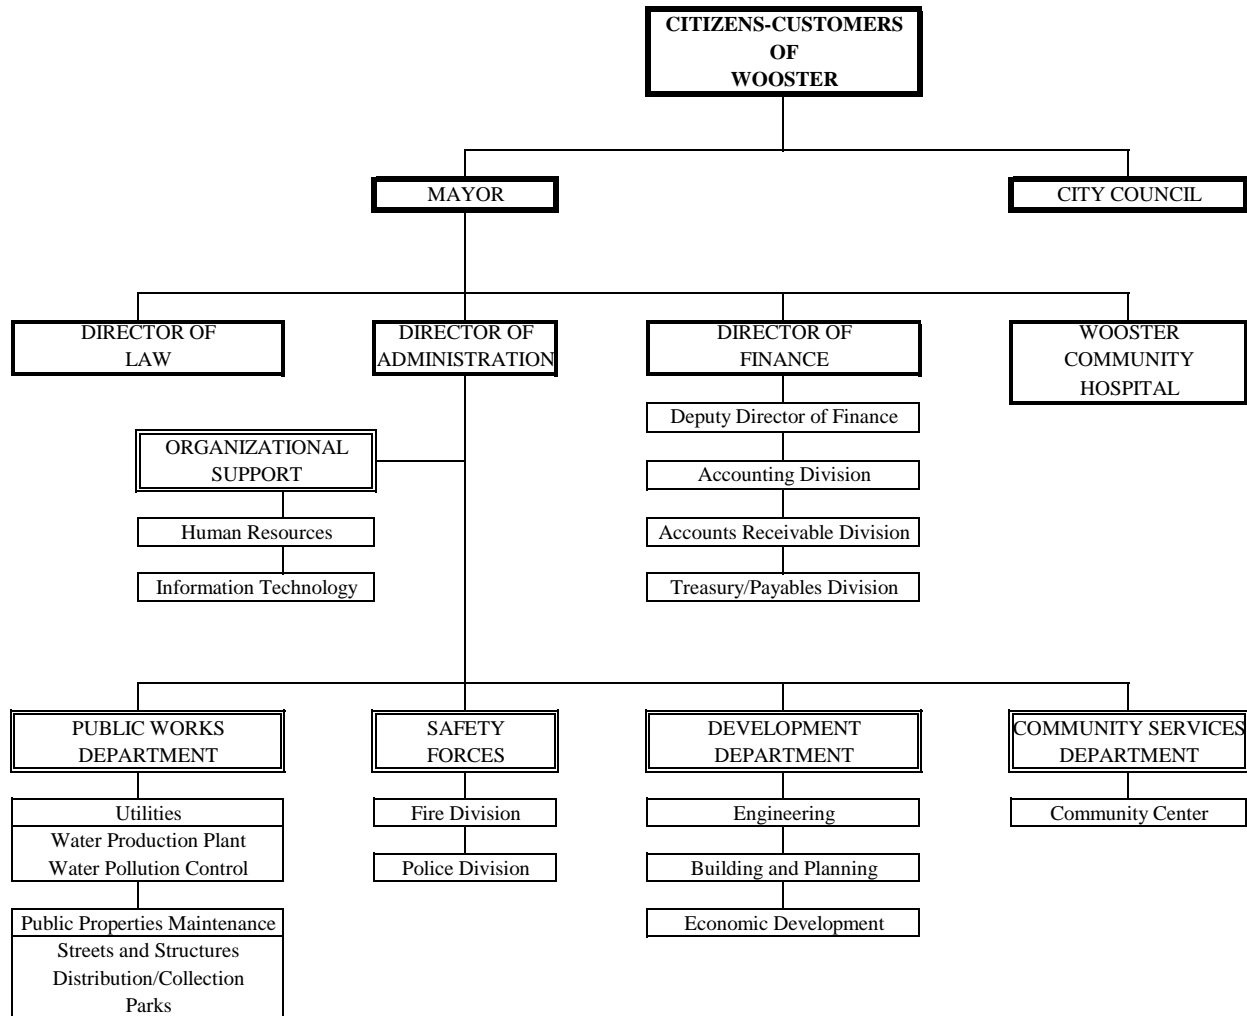 CITIZENS-CUSTOMERS
OF
WOOSTER
MAYOR
CITY COUNCIL
DIRECTOR OF
LAW
DIRECTOR OF
ADMINISTRATION
DIRECTOR OF
FINANCE
WOOSTER
COMMUNITY
HOSPITAL
Deputy Director of Finance
Accounting Division
Accounts Receivable Division
Treasury/Payables Division
ORGANIZATIONAL
SUPPORT
Human Resources
Information Technology
PUBLIC WORKS
DEPARTMENT
Utilities
Water Production Plant
Water Pollution Control
Public Properties Maintenance
Streets and Structures
Distribution/Collection
Parks
SAFETY
FORCES
Fire Division
Police Division
DEVELOPMENT
DEPARTMENT
Engineering
Building and Planning
Economic Development
COMMUNITY SERVICES
DEPARTMENT
Community Center